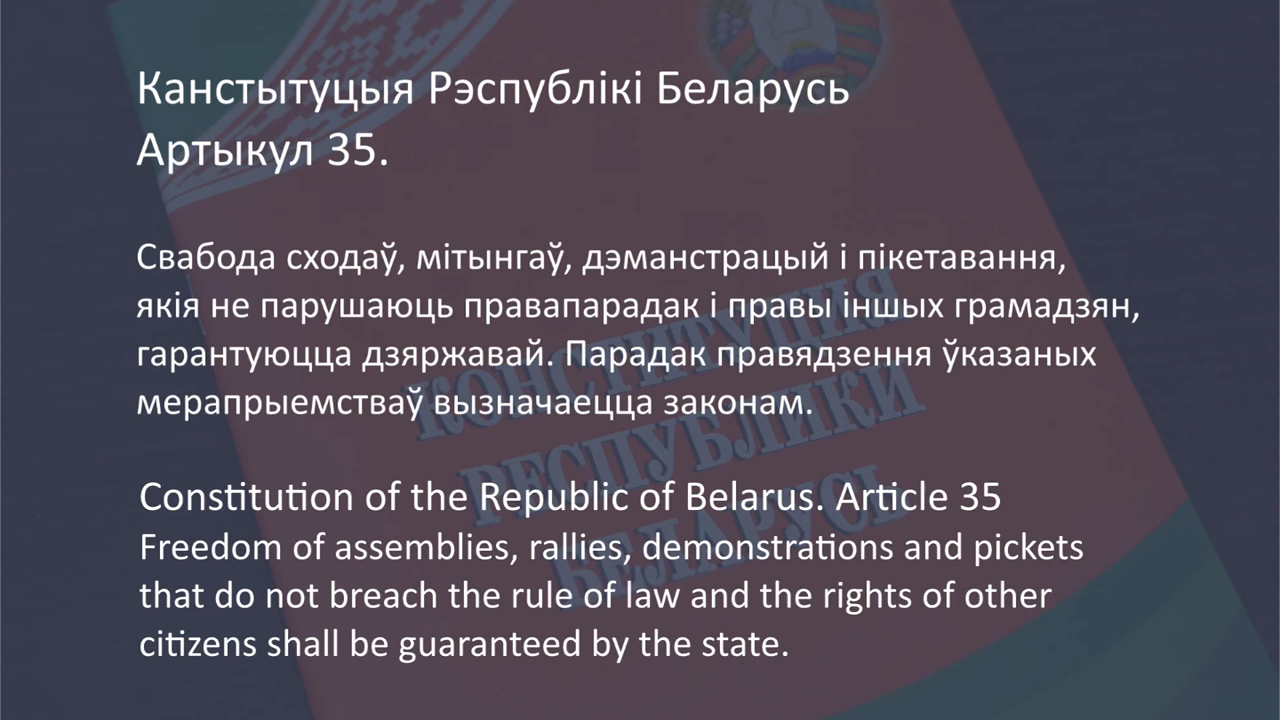 Канстытуцыя Рэспублікі Беларусь
Артыкул 35.
Свабода сходаў, мітынгаў, дэманстрацый і пікетавання,
якія не парушаюць правапарадак і правы іншых грамадзян,
гарантуюцца дзяржавай. Парадак правядзення ўказаных
мерапрыемстваў вызначаецца законам.
Constitution of the Republic of Belarus. Article 35
Freedom of assemblies, rallies, demonstrations and pickets
that do not breach the rule of law and the rights of other
citizens shall be guaranteed by the state.
КОНСТИТУЦИЯ
РЕСПУБЛИКИ
БЕЛАРУСЬ